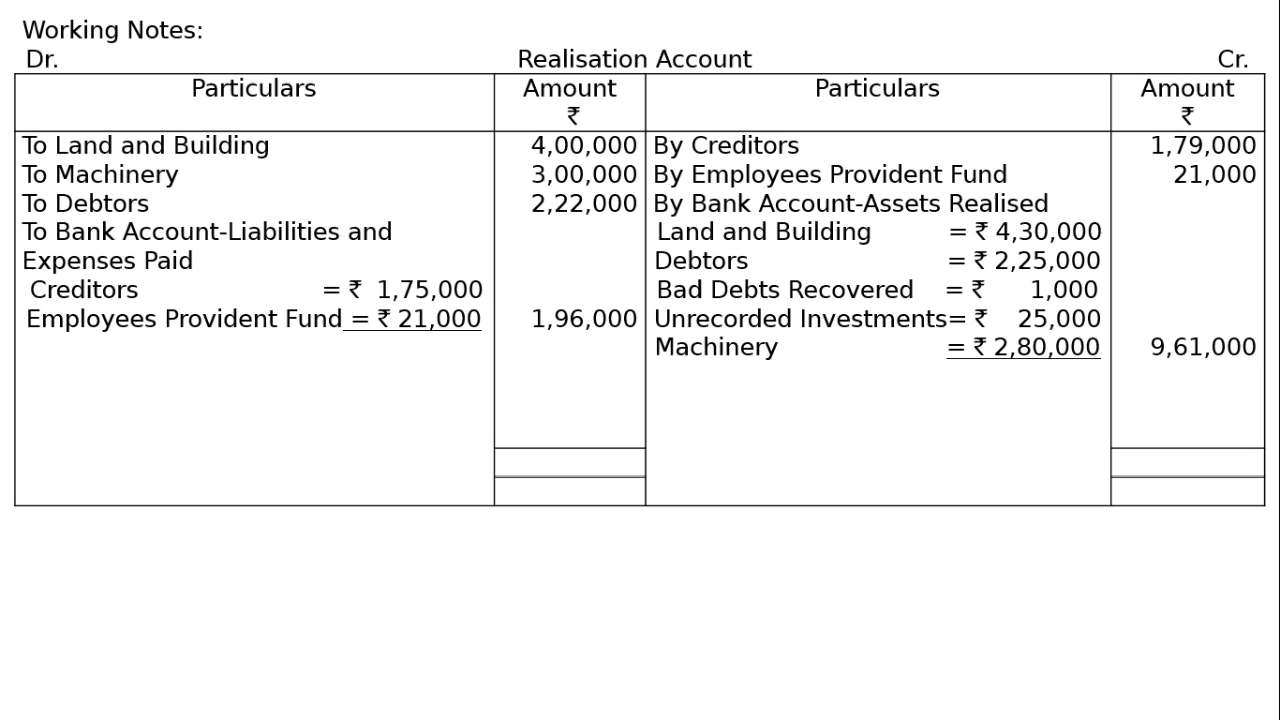 Working Notes:
Dr. Realisation Account Cr.
Particulars Amount Particulars Amount
₹ ₹
To Land and Building 4,00,000 By Creditors 1,79,000
To Machinery 3,00,000 By Employees Provident Fund 21,000
To Debtors 2,22,000 By Bank Account-Assets Realised
To Bank Account-Liabilities and Land and Building = ₹ 4,30,000
Expenses Paid Debtors = ₹ 2,25,000
Creditors = ₹ 1,75,000 Bad Debts Recovered = ₹ 1,000
Employees Provident Fund = ₹ 21,000 1,96,000 Unrecorded Investments= ₹ 25,000
Machinery = ₹ 2,80,000 9,61,000